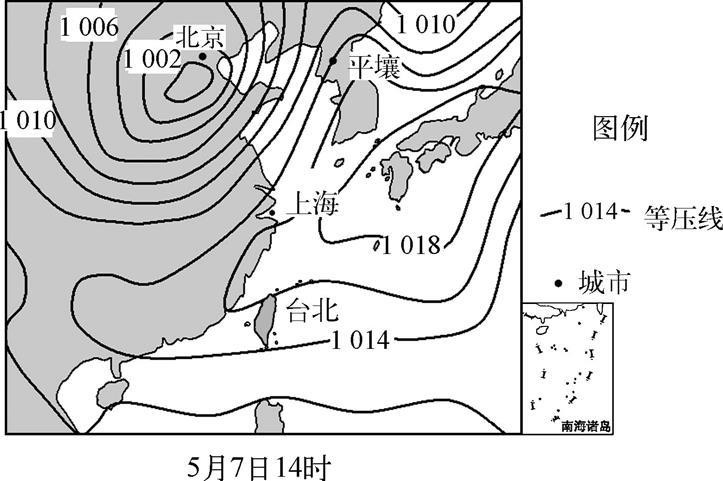 1 010
1 006
北京
1 002
平壤
1 010
图例
上海
1 014
等压线
1 018
城市
台北
1 014
南海诸岛
5月7日14时